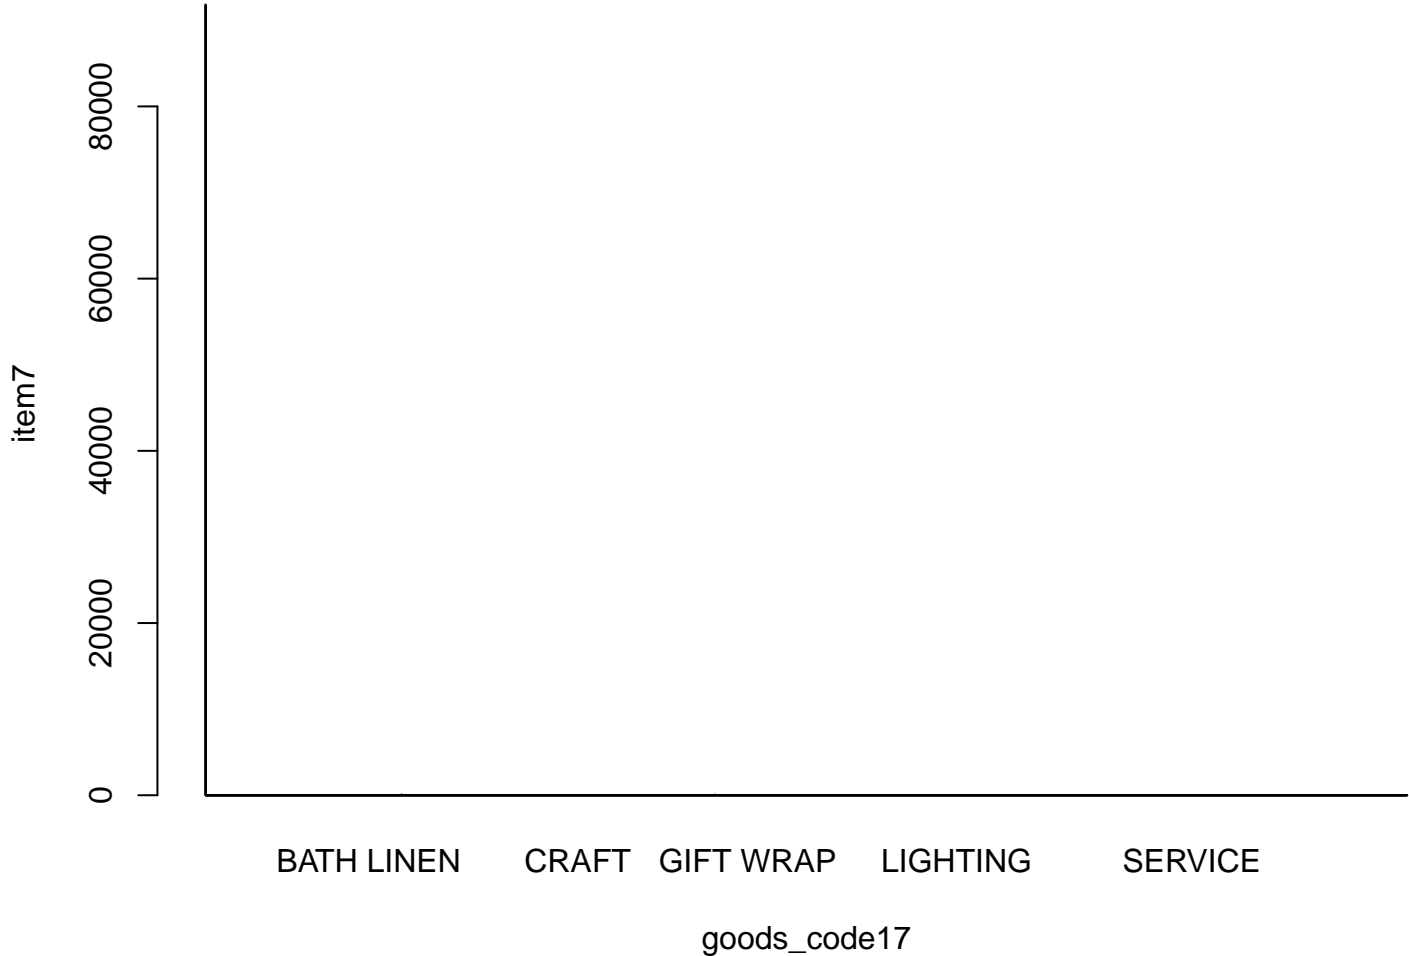 80000
60000
40000
20000
0
item7
BATH LINEN CRAFT GIFT WRAP LIGHTING SERVICE
goods_code17